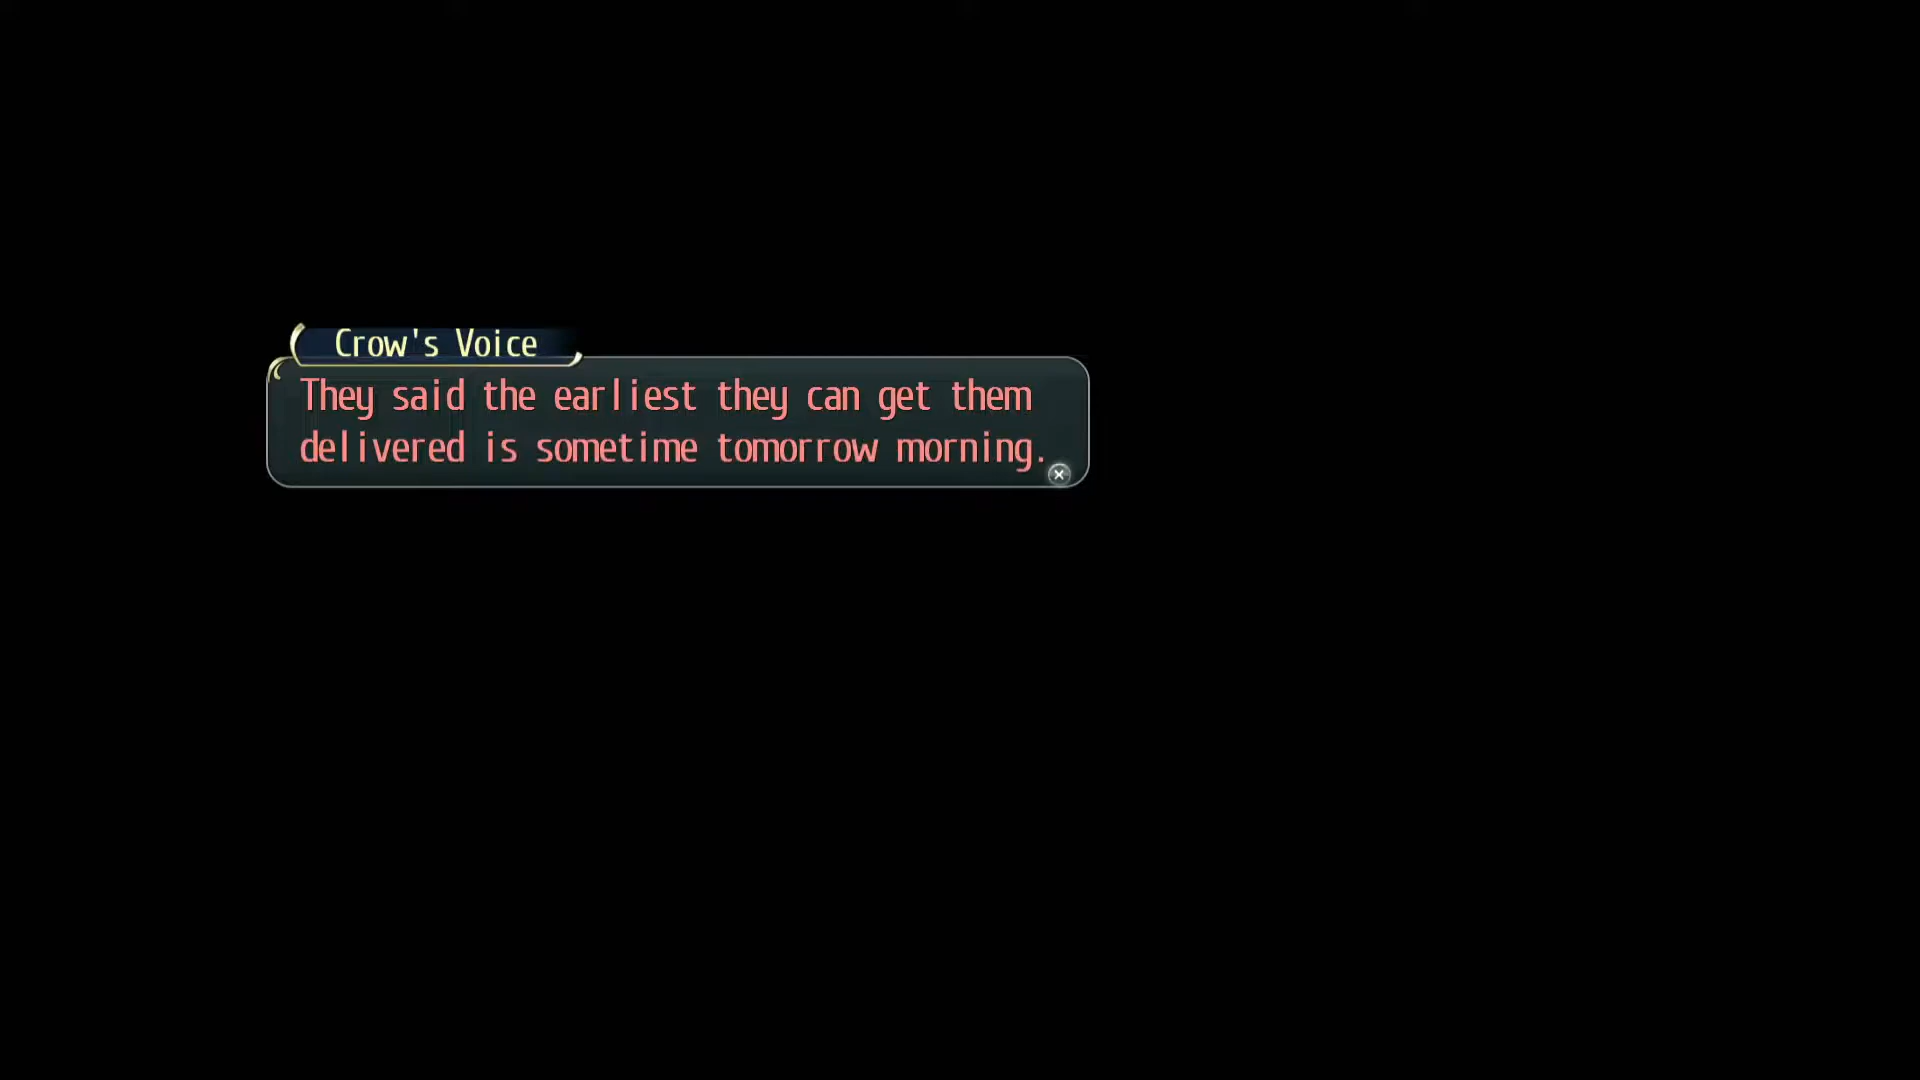 Crow's Voice
They said the earliest they can get them
delivered is sometime tomorrow morning.